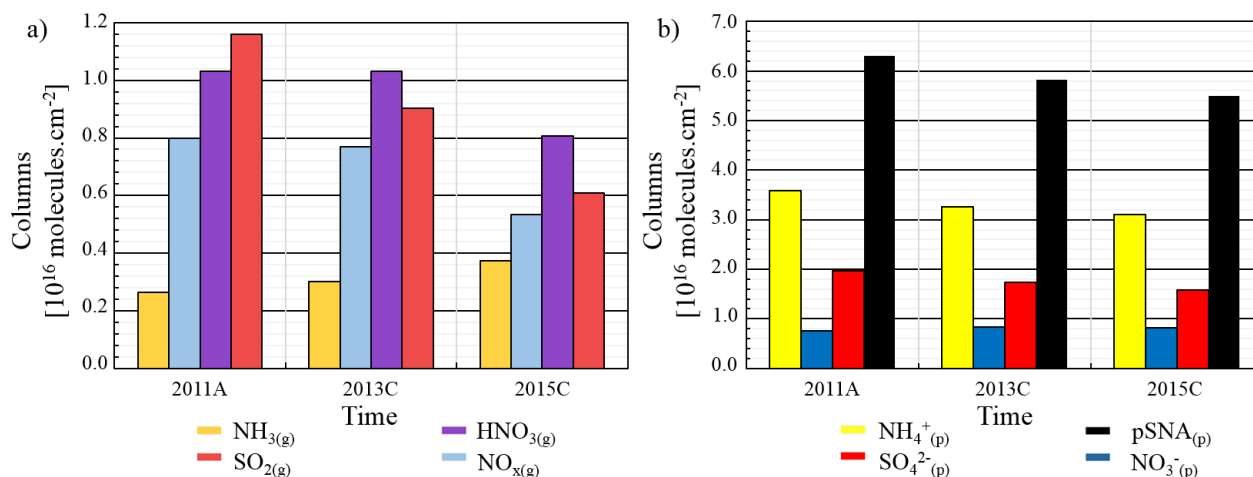 a)
Columns
[10¹⁶ molecules.cm⁻²]
1.2
1.0
0.8
0.6
0.4
0.2
0.0
2011A 2013C 2015C
Time
NH₃₍g₎ HNO₃₍g₎
SO₂₍g₎ NOₓ₍g₎
b)
Columns
[10¹⁶ molecules.cm⁻²]
7.0
6.0
5.0
4.0
3.0
2.0
1.0
0.0
2011A 2013C 2015C
Time
NH₄⁺₍p₎ pSNA₍p₎
SO₄²⁻₍p₎ NO₃⁻₍p₎